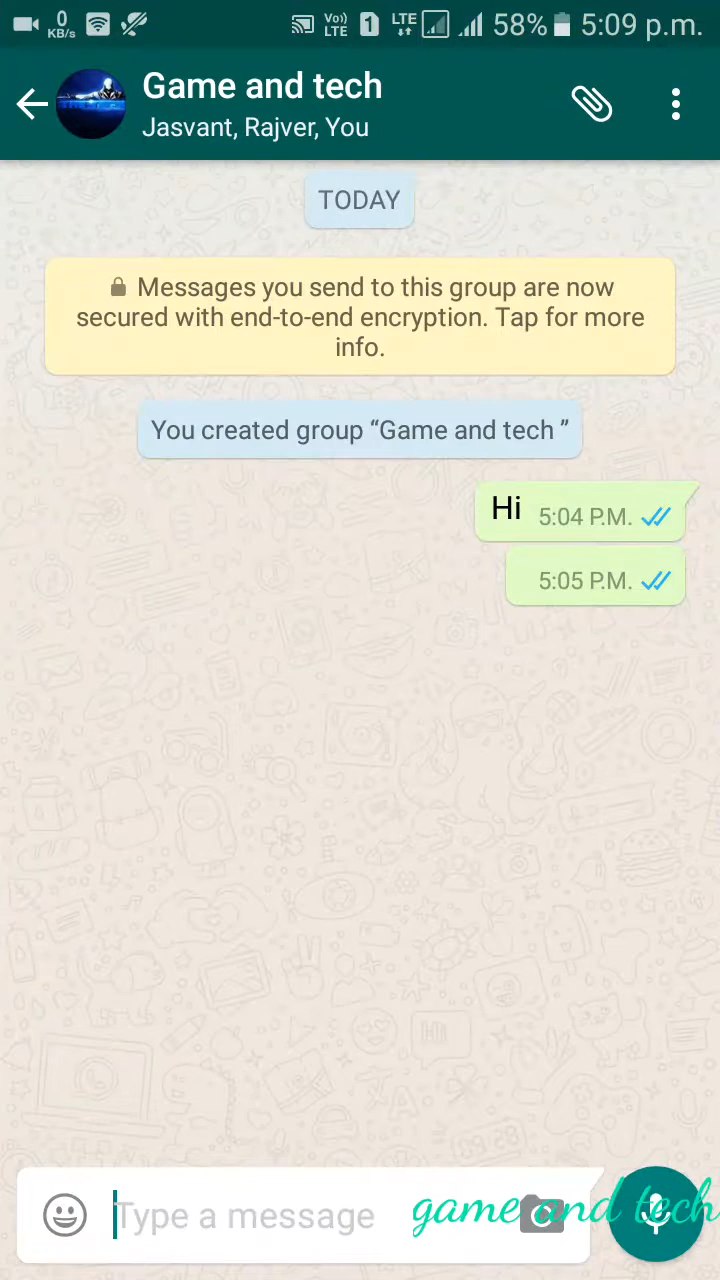 0 KB/s Vo)) LTE 1 LTE 58% 5:09 p.m.
Game and tech
Jasvant, Rajver, You
TODAY
Messages you send to this group are now
secured with end-to-end encryption. Tap for more
info.
You created group “Game and tech ”
Hi 5:04 P.M.
5:05 P.M.
Type a message
game and tech